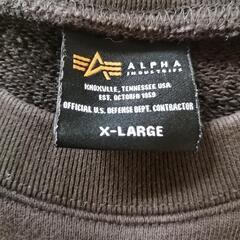 ALPHA
INDUSTRIES
KNOXVILLE, TENNESSEE USA
EST. OCTOBER 1959
OFFICIAL U.S. DEFENSE DEPT. CONTRACTOR
X-LARGE